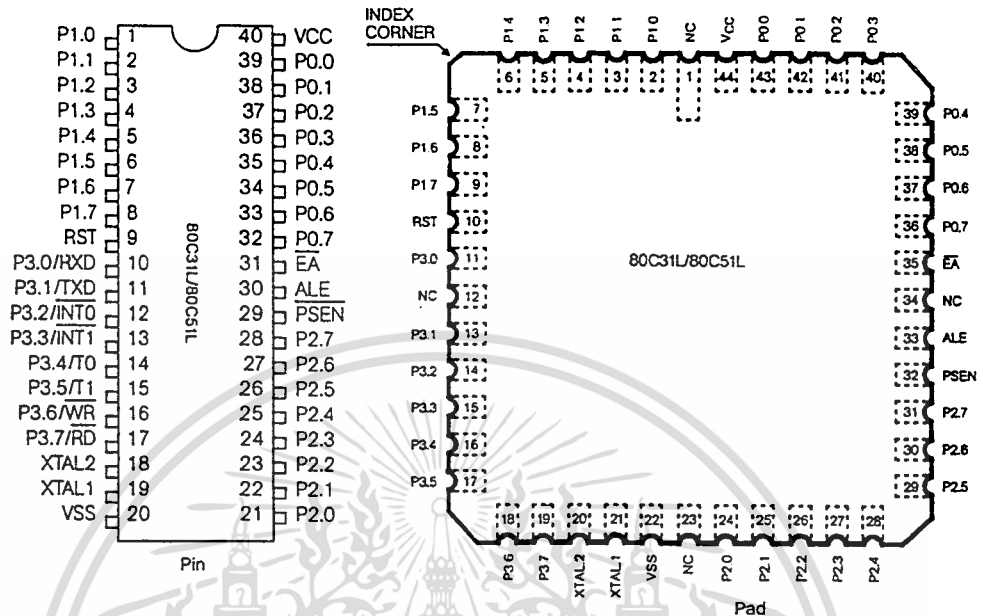 P1.0 1 40 VCC
P1.1 2 39 P0.0
P1.2 3 38 P0.1
P1.3 4 37 P0.2
P1.4 5 36 P0.3
P1.5 6 35 P0.4
P1.6 7 34 P0.5
P1.7 8 33 P0.6
RST 9 32 P0.7
P3.0/RXD 10 31 EA
P3.1/TXD 11 30 ALE
P3.2/INT0 12 29 PSEN
P3.3/INT1 13 28 P2.7
P3.4/T0 14 27 P2.6
P3.5/T1 15 26 P2.5
P3.6/WR 16 25 P2.4
P3.7/RD 17 24 P2.3
XTAL2 18 23 P2.2
XTAL1 19 22 P2.1
VSS 20 21 P2.0
80C31L/80C51L
Pin
INDEX
CORNER
P1.4 P1.3 P1.2 P1.1 P1.0 NC VCC P0.0 P0.1 P0.2 P0.3
6 5 4 3 2 1 44 43 42 41 40
P1.5 7 39 P0.4
P1.6 8 38 P0.5
P1.7 9 37 P0.6
RST 10 36 P0.7
P3.0 11 80C31L/80C51L 35 EA
NC 12 34 NC
P3.1 13 33 ALE
P3.2 14 32 PSEN
P3.3 15 31 P2.7
P3.4 16 30 P2.6
P3.5 17 29 P2.5
18 19 20 21 22 23 24 25 26 27 28
P3.6 P3.7 XTAL2 XTAL1 VSS NC P2.0 P2.1 P2.2 P2.3 P2.4
Pad